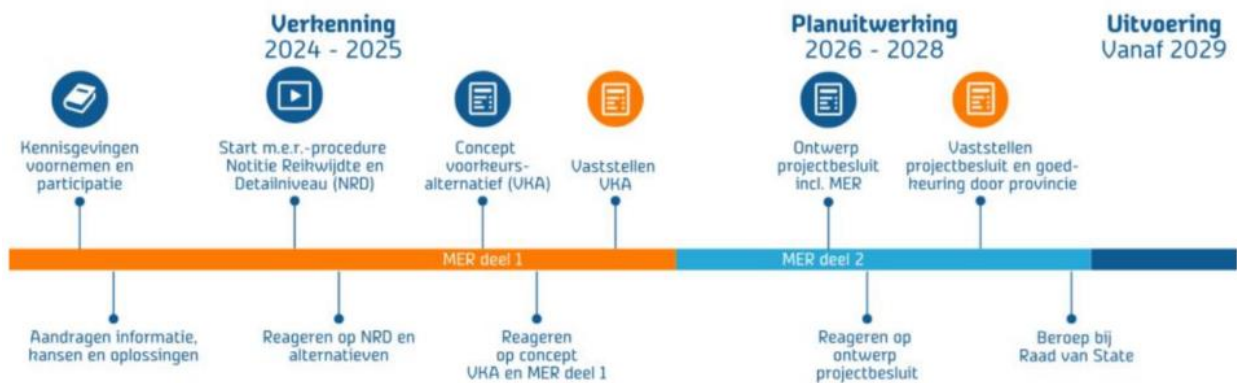 Verkenning
2024 - 2025
Planuitwerking
2026 - 2028
Uitvoering
Vanaf 2029
Kennisgevingen
voornemen en
participatie
Start m.e.r.-procedure
Notitie Reikwijdte en
Detailniveau (NRD)
Concept
voorkeurs-
alternatief (VKA)
Vaststellen
VKA
Ontwerp
projectbesluit
incl. MER
Vaststellen
projectbesluit en goed-
keuring door provincie
MER deel 1
MER deel 2
Aandragen informatie,
kansen en oplossingen
Reageren op NRD en
alternatieven
Reageren
op concept
VKA en MER deel 1
Reageren op
ontwerp
projectbesluit
Beroep bij
Raad van State